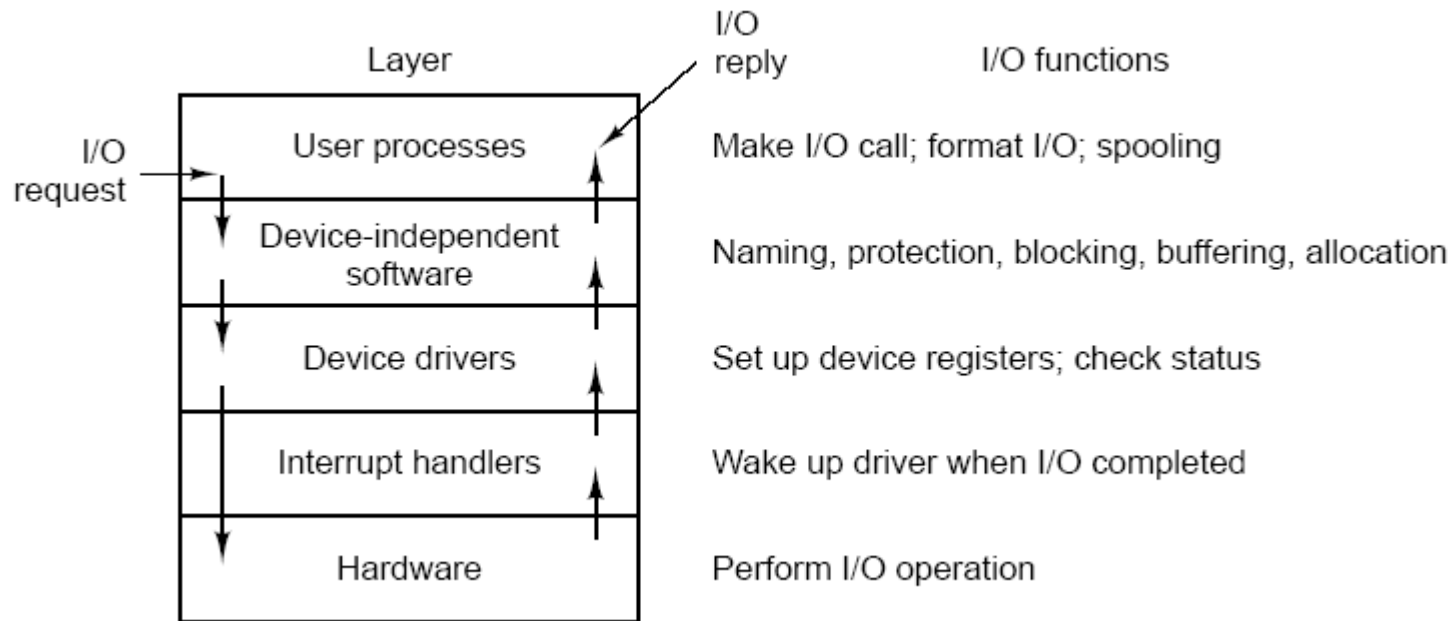 I/O
reply
Layer
I/O functions
I/O
request
User processes
Make I/O call; format I/O; spooling
Device-independent
software
Naming, protection, blocking, buffering, allocation
Device drivers
Set up device registers; check status
Interrupt handlers
Wake up driver when I/O completed
Hardware
Perform I/O operation